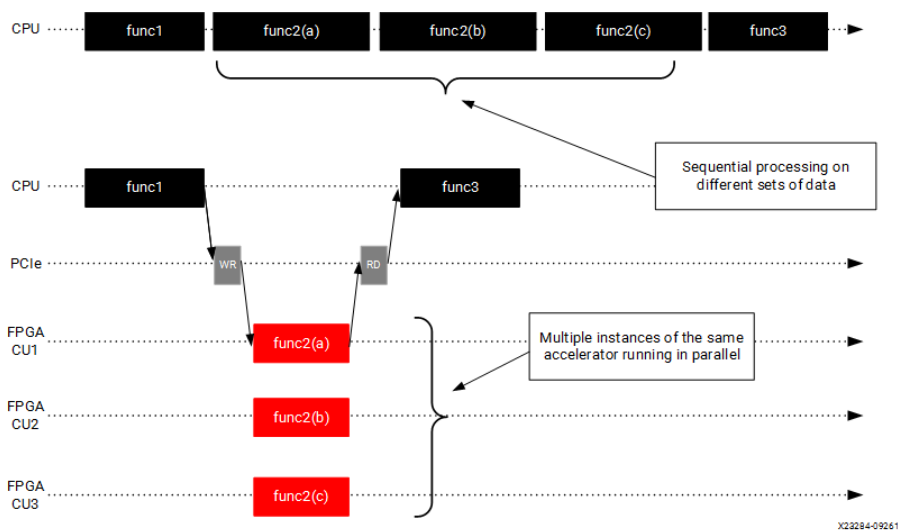 CPU
func1
func2(a)
func2(b)
func2(c)
func3
Sequential processing on
different sets of data
CPU
func1
func3
PCIe
WR
RD
FPGA
CU1
func2(a)
Multiple instances of the same
accelerator running in parallel
FPGA
CU2
func2(b)
FPGA
CU3
func2(c)
X23284-09261